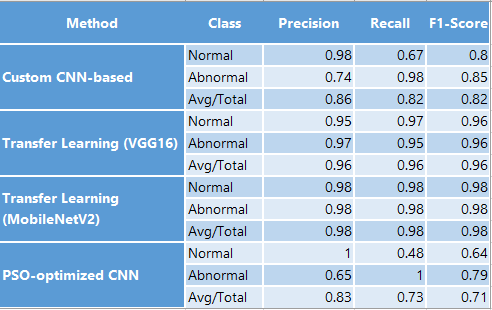 Method Class Precision Recall F1-Score
Custom CNN-based
Normal 0.98 0.67 0.8
Abnormal 0.74 0.98 0.85
Avg/Total 0.86 0.82 0.82
Transfer Learning (VGG16)
Normal 0.95 0.97 0.96
Abnormal 0.97 0.95 0.96
Avg/Total 0.96 0.96 0.96
Transfer Learning
(MobileNetV2)
Normal 0.98 0.98 0.98
Abnormal 0.98 0.98 0.98
Avg/Total 0.98 0.98 0.98
PSO-optimized CNN
Normal 1 0.48 0.64
Abnormal 0.65 1 0.79
Avg/Total 0.83 0.73 0.71